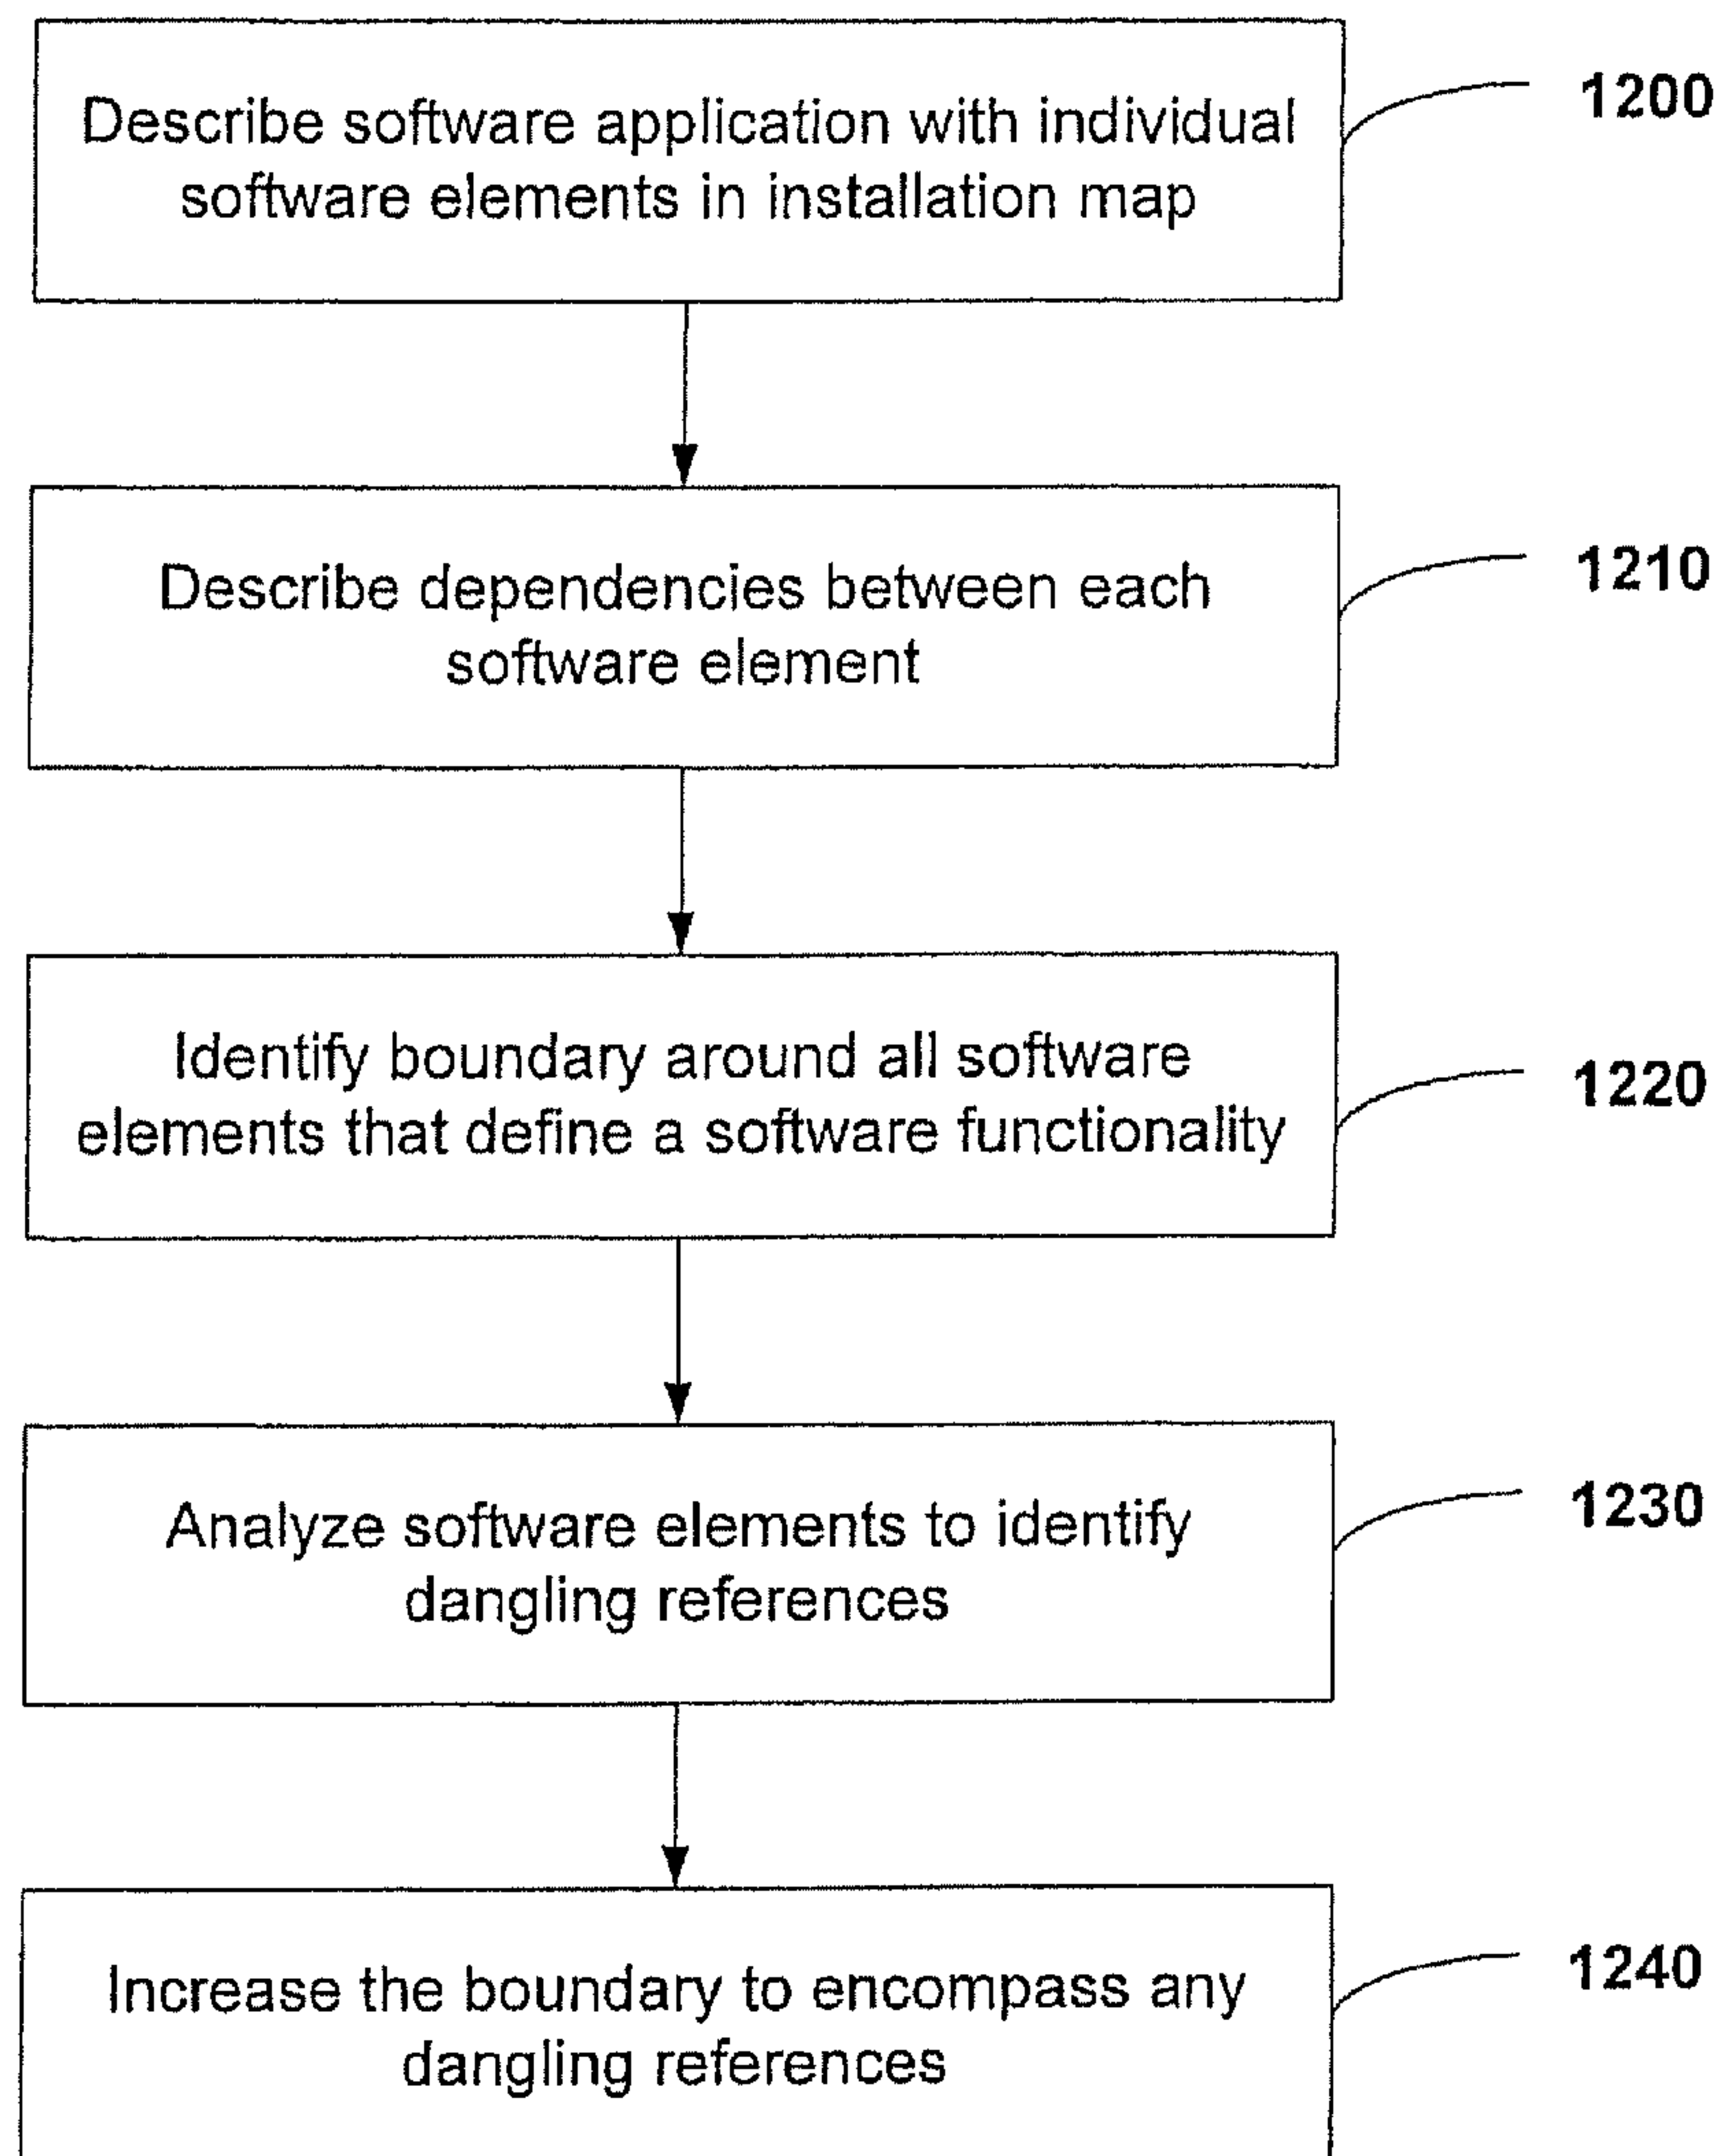 Describe software application with individual
software elements in installation map
1200
Describe dependencies between each
software element
1210
Identify boundary around all software
elements that define a software functionality
1220
Analyze software elements to identify
dangling references
1230
Increase the boundary to encompass any
dangling references
1240